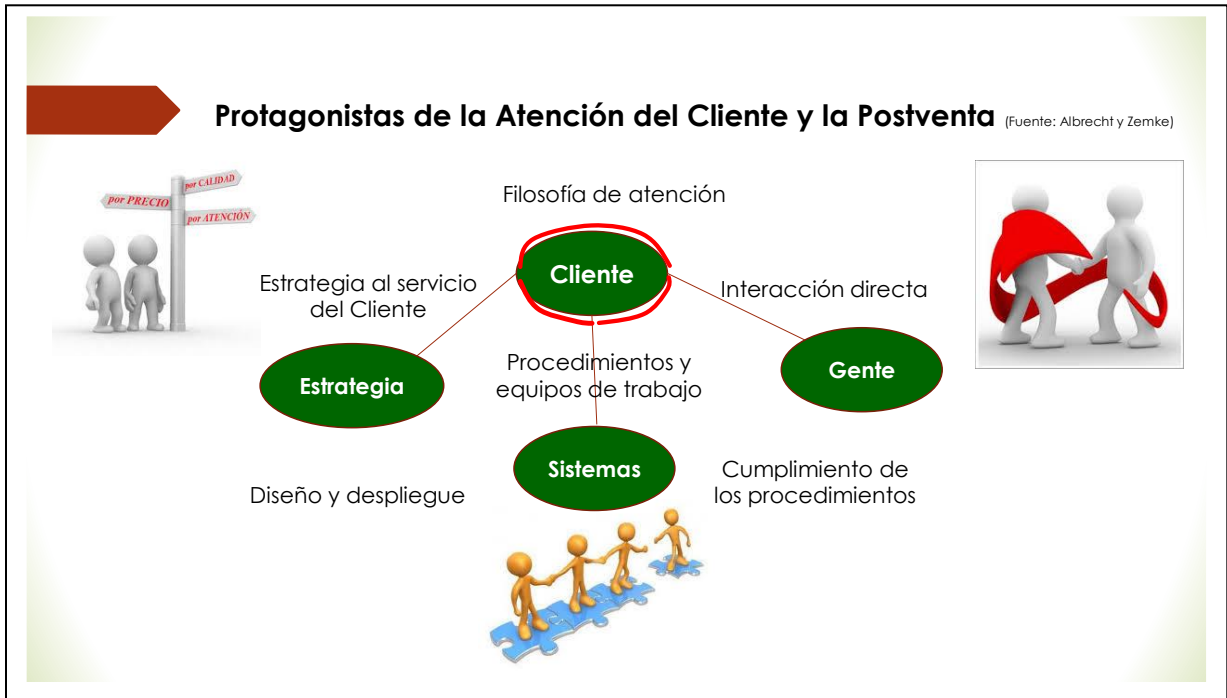 Protagonistas de la Atención del Cliente y la Postventa (Fuente: Albrecht y Zemke)
por CALIDAD
por PRECIO
por ATENCIÓN
Filosofía de atención
Cliente
Estrategia al servicio
del Cliente
Interacción directa
Procedimientos y
equipos de trabajo
Estrategia
Gente
Sistemas
Diseño y despliegue
Cumplimiento de
los procedimientos